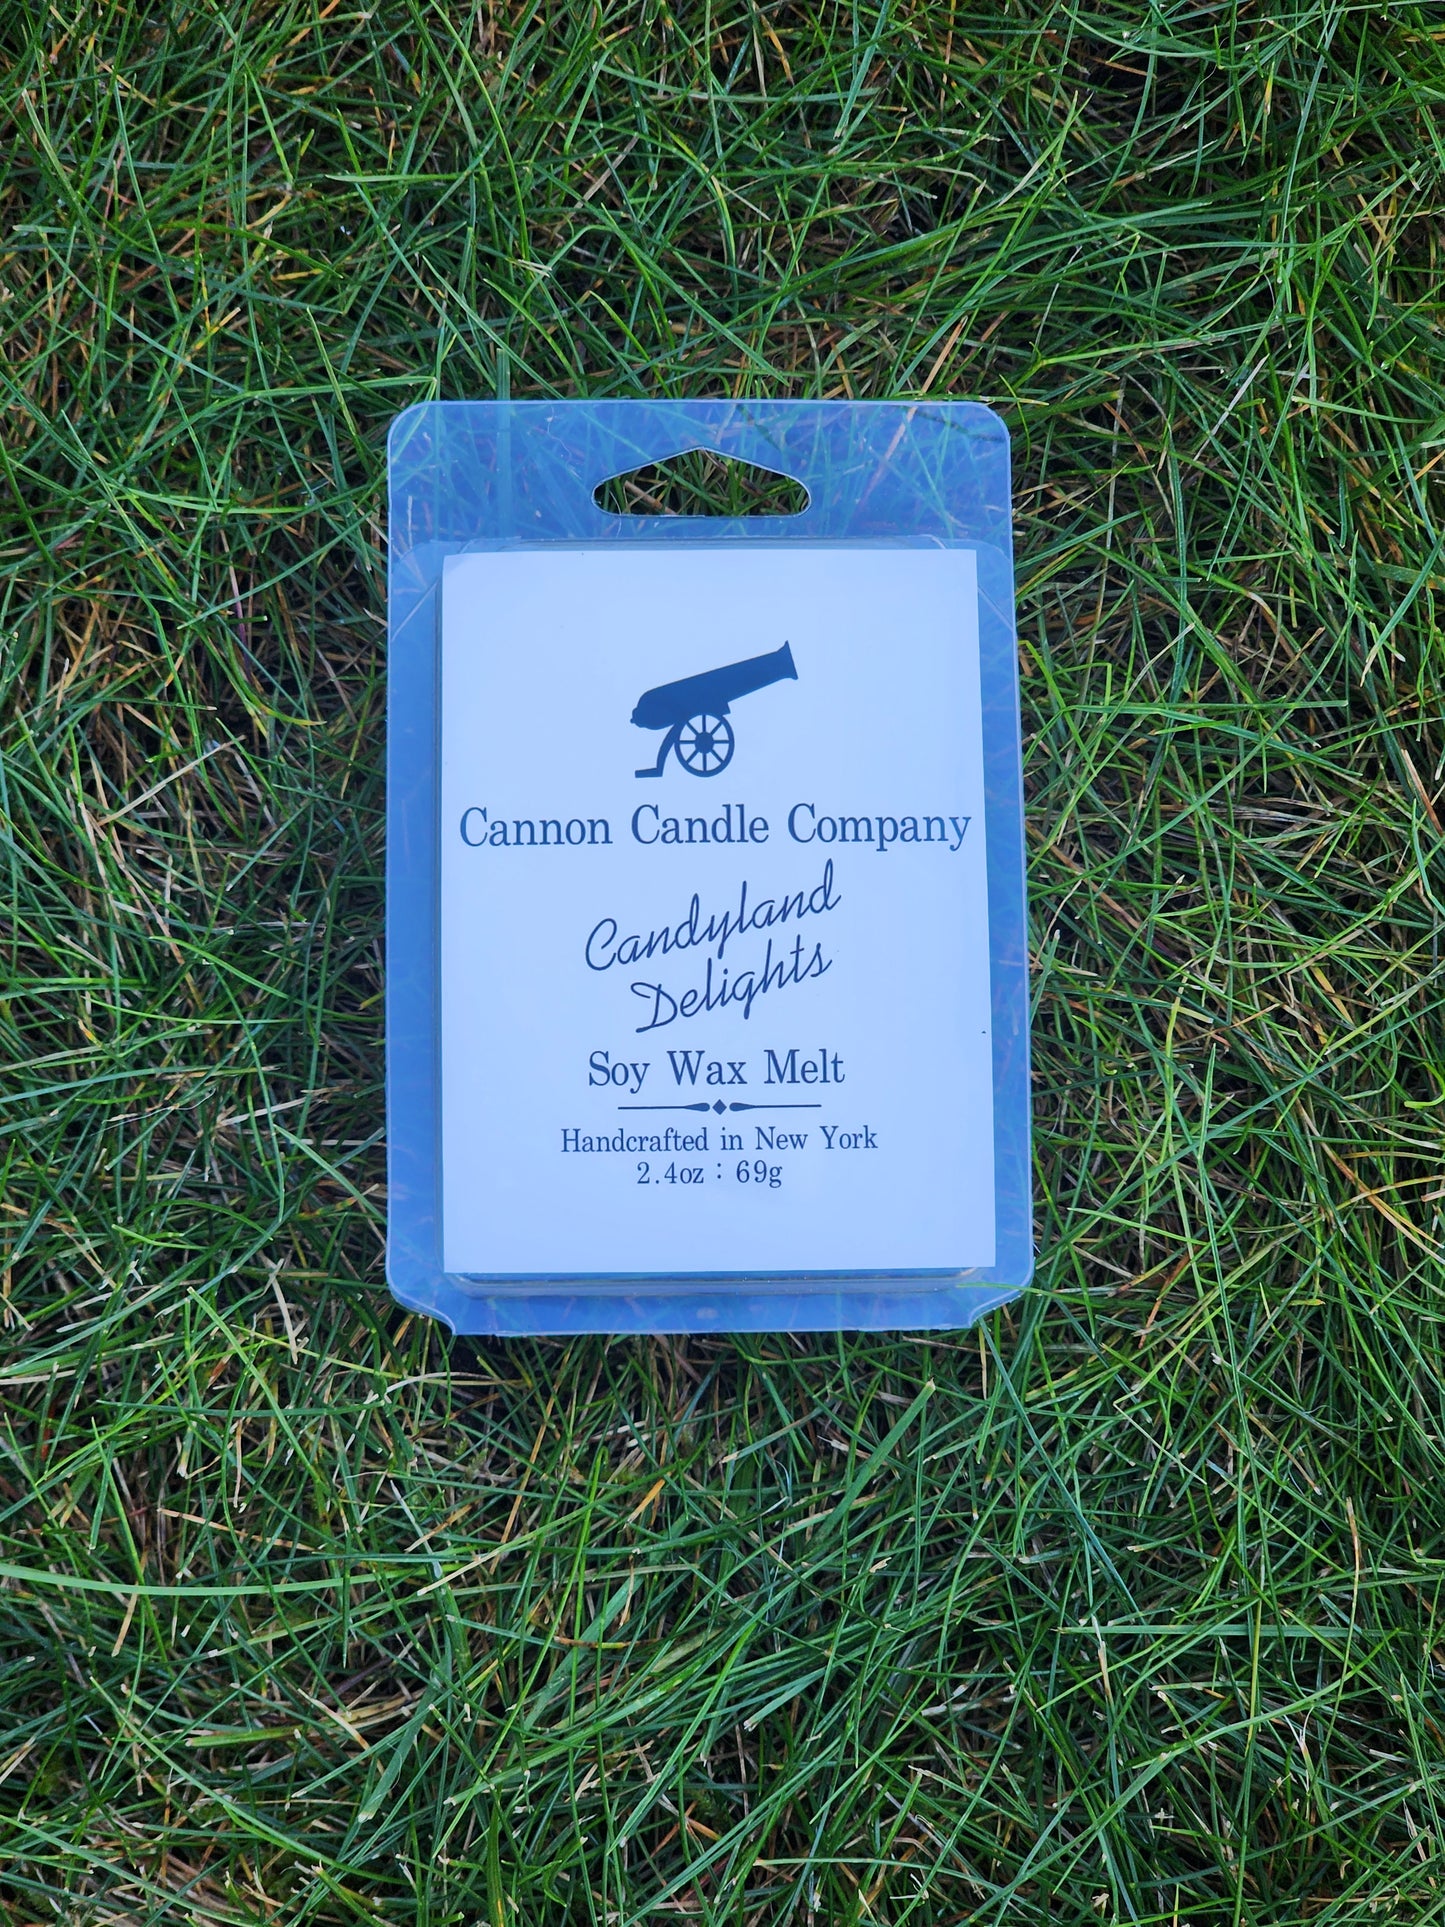 Cannon Candle Company
Candyland
Delights
Soy Wax Melt
Handcrafted in New York
2.4oz : 69g